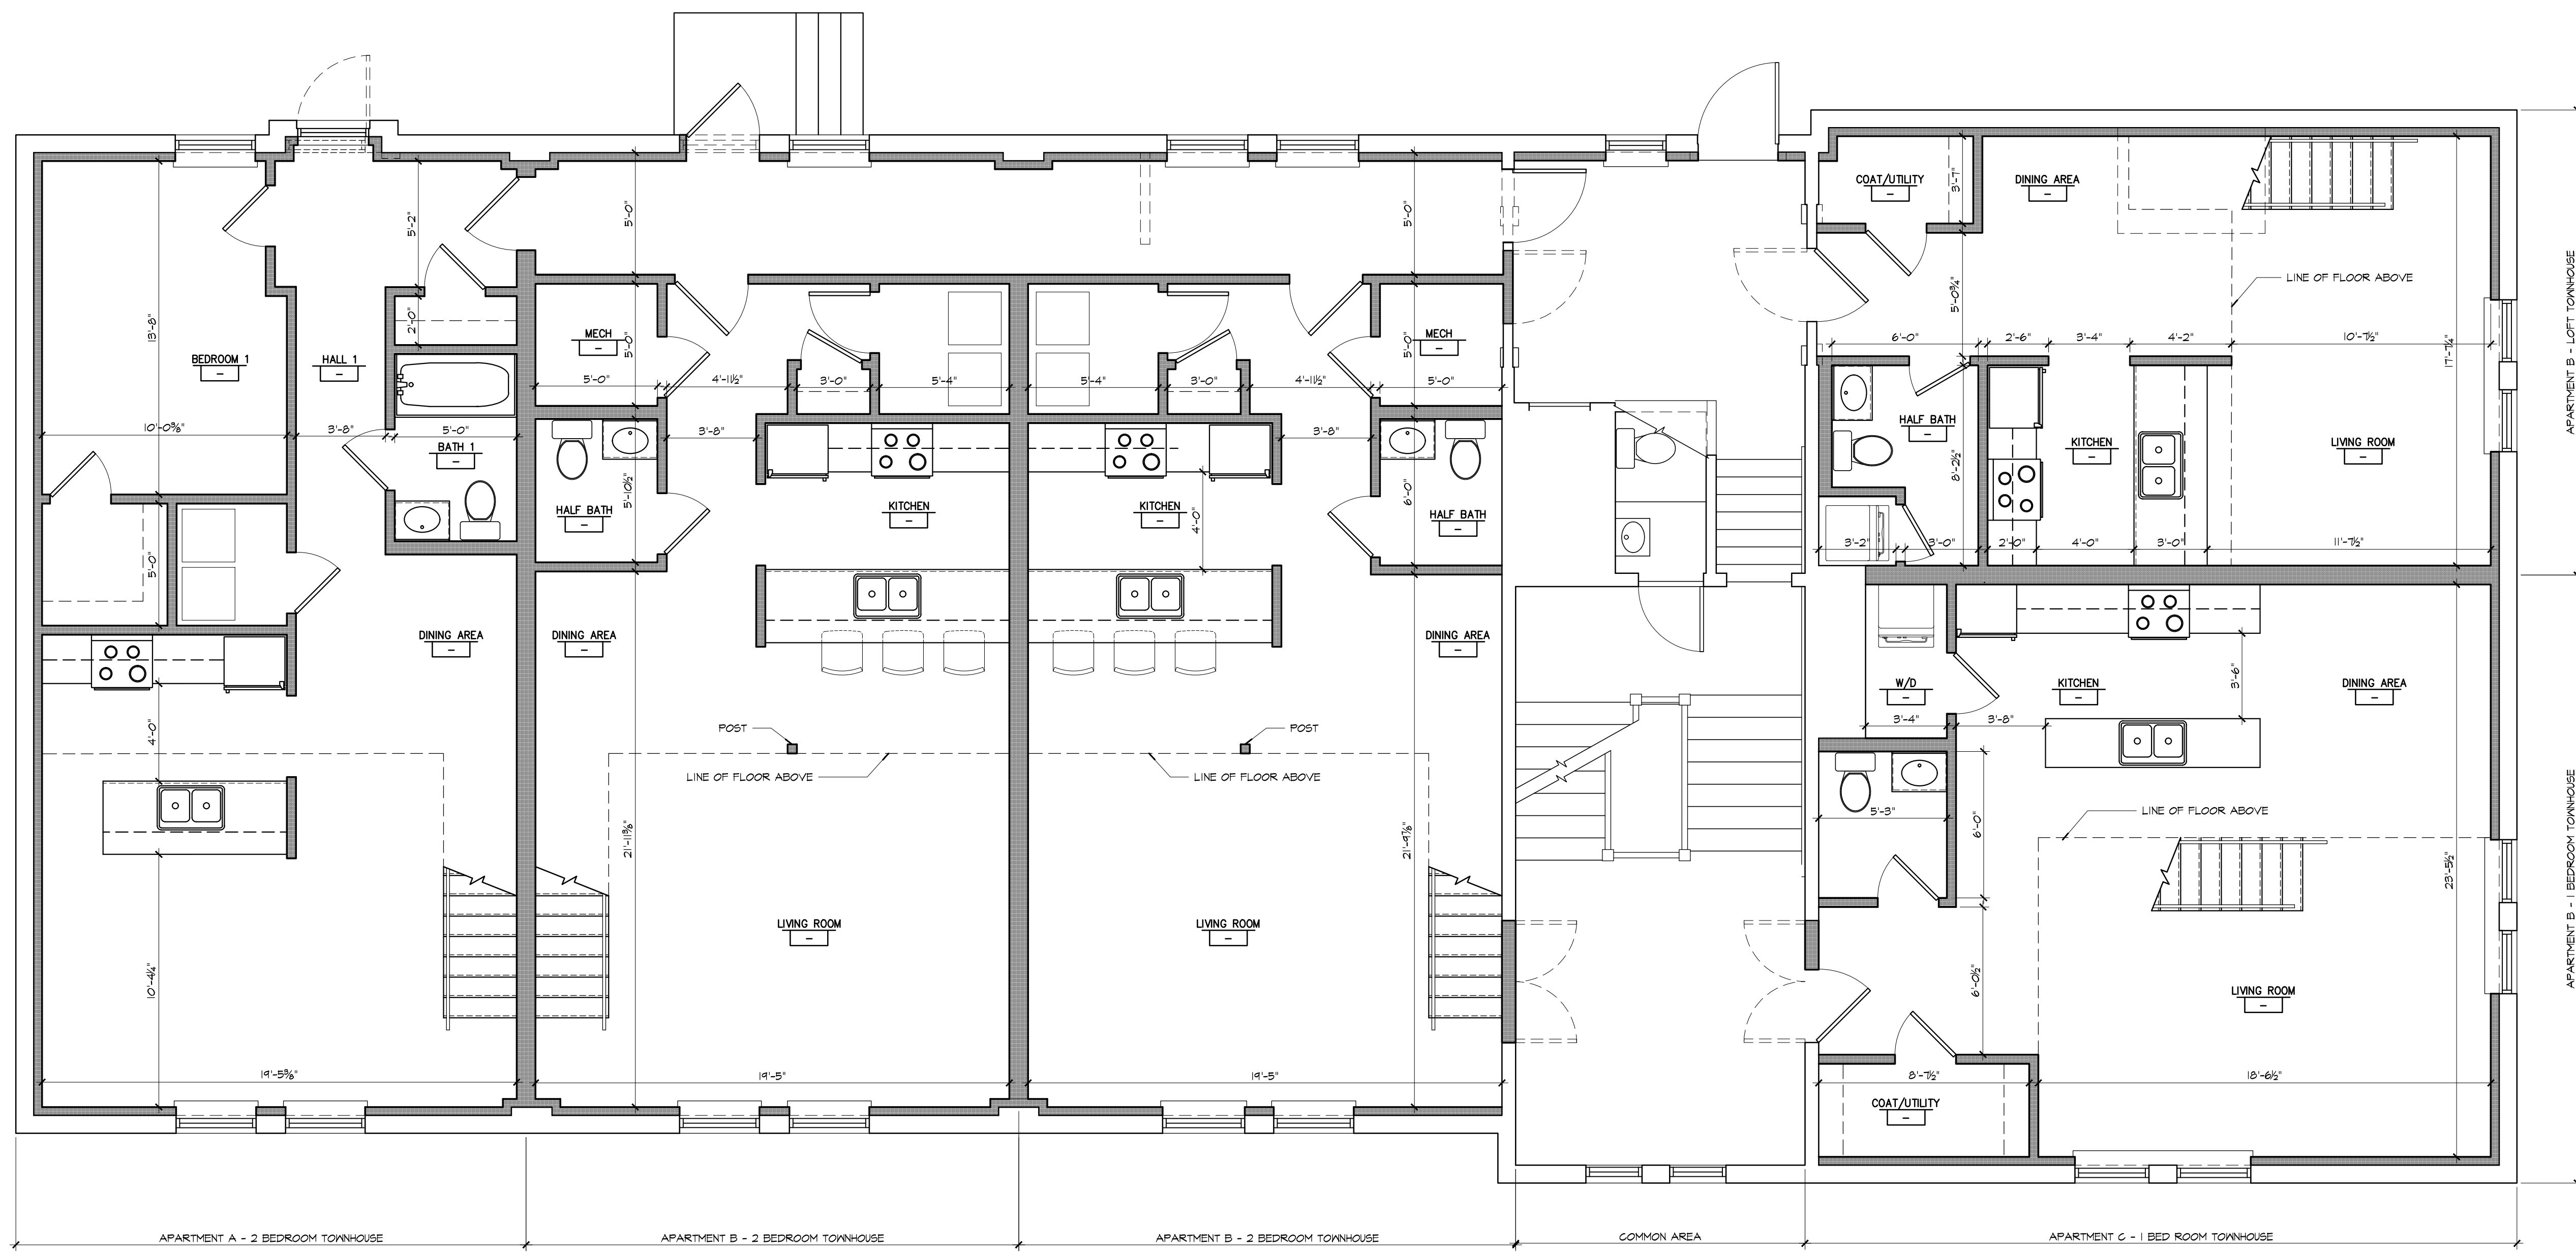 COAT/UTILITY
-
DINING AREA
-
3'-7"
5'-2"
5'-0"
5'-0"
LINE OF FLOOR ABOVE
5'-0¾"
APARTMENT B - LOFT TOWNHOUSE
2'-0"
13'-8"
BEDROOM 1
-
HALL 1
-
MECH
-
5'-0"
5'-0"
MECH
-
6'-0"
2'-6"
3'-4"
4'-2"
10'-7½"
17'-7¼"
5'-0"
4'-11½"
3'-0"
5'-4"
5'-4"
3'-0"
4'-11½"
5'-0"
10'-0⅜"
3'-8"
5'-0"
BATH 1
-
3'-8"
3'-8"
HALF BATH
-
KITCHEN
-
LIVING ROOM
-
8'-2½"
5'-10½"
6'-0"
HALF BATH
-
KITCHEN
-
KITCHEN
-
4'-0"
HALF BATH
-
3'-2"
3'-0"
2'-0"
4'-0"
3'-0"
11'-7½"
5'-0"
DINING AREA
-
DINING AREA
-
DINING AREA
-
W/D
-
KITCHEN
-
3'-6"
DINING AREA
-
3'-4"
3'-8"
4'-0"
POST
POST
LINE OF FLOOR ABOVE
LINE OF FLOOR ABOVE
5'-3"
6'-0"
LINE OF FLOOR ABOVE
21'-11⅜"
21'-9⅞"
23'-5½"
APARTMENT B - 1 BEDROOM TOWNHOUSE
LIVING ROOM
-
LIVING ROOM
-
10'-4¼"
6'-0½"
LIVING ROOM
-
19'-5⅜"
19'-5"
19'-5"
8'-7½"
18'-6½"
COAT/UTILITY
-
APARTMENT A - 2 BEDROOM TOWNHOUSE
APARTMENT B - 2 BEDROOM TOWNHOUSE
APARTMENT B - 2 BEDROOM TOWNHOUSE
COMMON AREA
APARTMENT C - 1 BED ROOM TOWNHOUSE